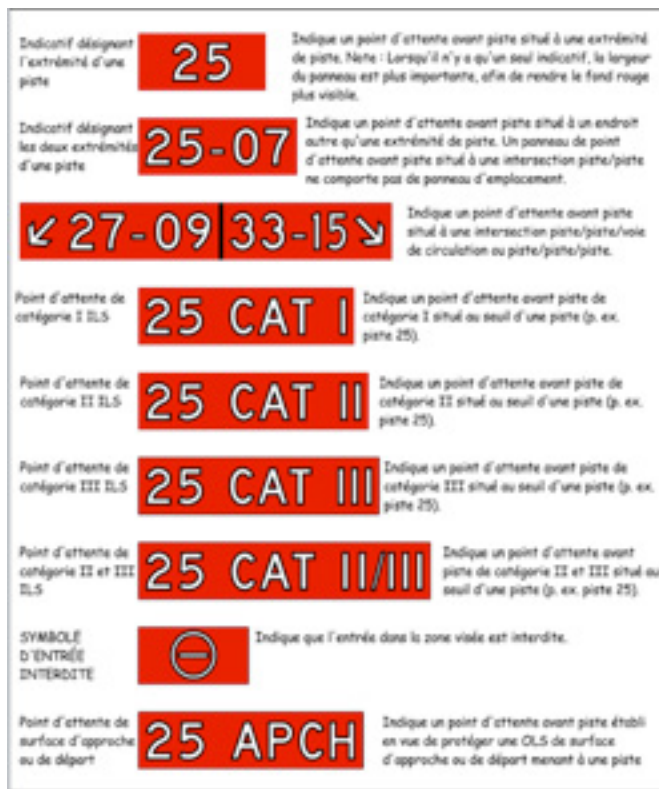 Indicatif désignant
l'extrémité d'une
piste
25
Indique un point d'attente avant piste situé à une extrémité
de piste. Note : Lorsqu'il n'y a qu'un seul indicatif, la largeur
du panneau est plus importante, afin de rendre le fond rouge
plus visible.
Indicatif désignant
les deux extrémités
d'une piste
25-07
Indique un point d'attente avant piste situé à un endroit
autre qu'une extrémité de piste. Un panneau de point
d'attente avant piste situé à une intersection piste/piste
ne comporte pas de panneau d'emplacement.
↙ 27-09 | 33-15 ↘
Indique un point d'attente avant piste
situé à une intersection piste/piste/voie
de circulation ou piste/piste/piste.
Point d'attente de
catégorie I ILS
25 CAT I
Indique un point d'attente avant piste de
catégorie I situé au seuil d'une piste (p. ex.
piste 25).
Point d'attente de
catégorie II ILS
25 CAT II
Indique un point d'attente avant piste de
catégorie II situé au seuil d'une piste (p. ex.
piste 25).
Point d'attente de
catégorie III ILS
25 CAT III
Indique un point d'attente avant piste de
catégorie III situé au seuil d'une piste (p. ex.
piste 25).
Point d'attente de
catégorie II et III
ILS
25 CAT II/III
Indique un point d'attente avant
piste de catégorie II et III situé au
seuil d'une piste (p. ex. piste 25).
SYMBOLE
D'ENTRÉE
INTERDITE
Indique que l'entrée dans la zone visée est interdite.
Point d'attente de
surface d'approche
ou de départ
25 APCH
Indique un point d'attente avant piste établi
en vue de protéger une OLS de surface
d'approche ou de départ menant à une piste